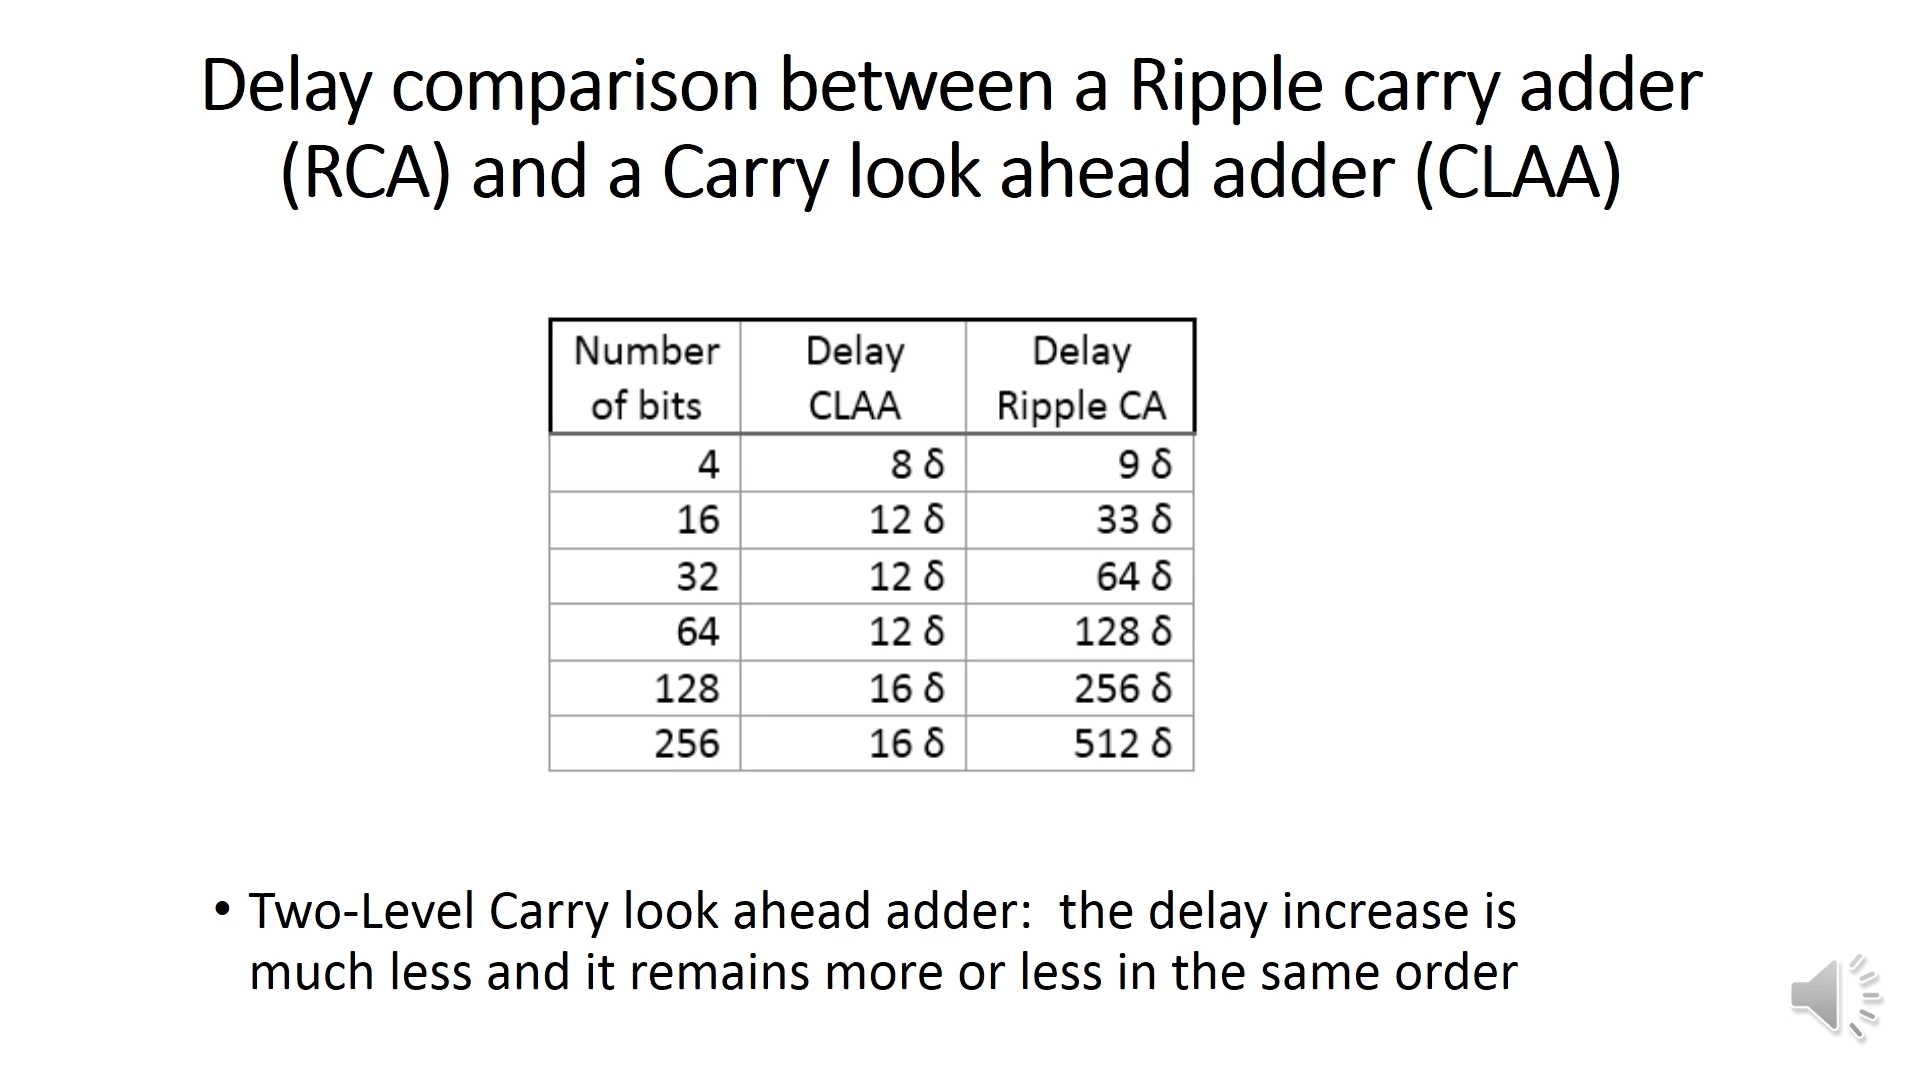 Delay comparison between a Ripple carry adder
(RCA) and a Carry look ahead adder (CLAA)
Number of bits Delay CLAA Delay Ripple CA
4 8 δ 9 δ
16 12 δ 33 δ
32 12 δ 64 δ
64 12 δ 128 δ
128 16 δ 256 δ
256 16 δ 512 δ
• Two-Level Carry look ahead adder: the delay increase is
much less and it remains more or less in the same order